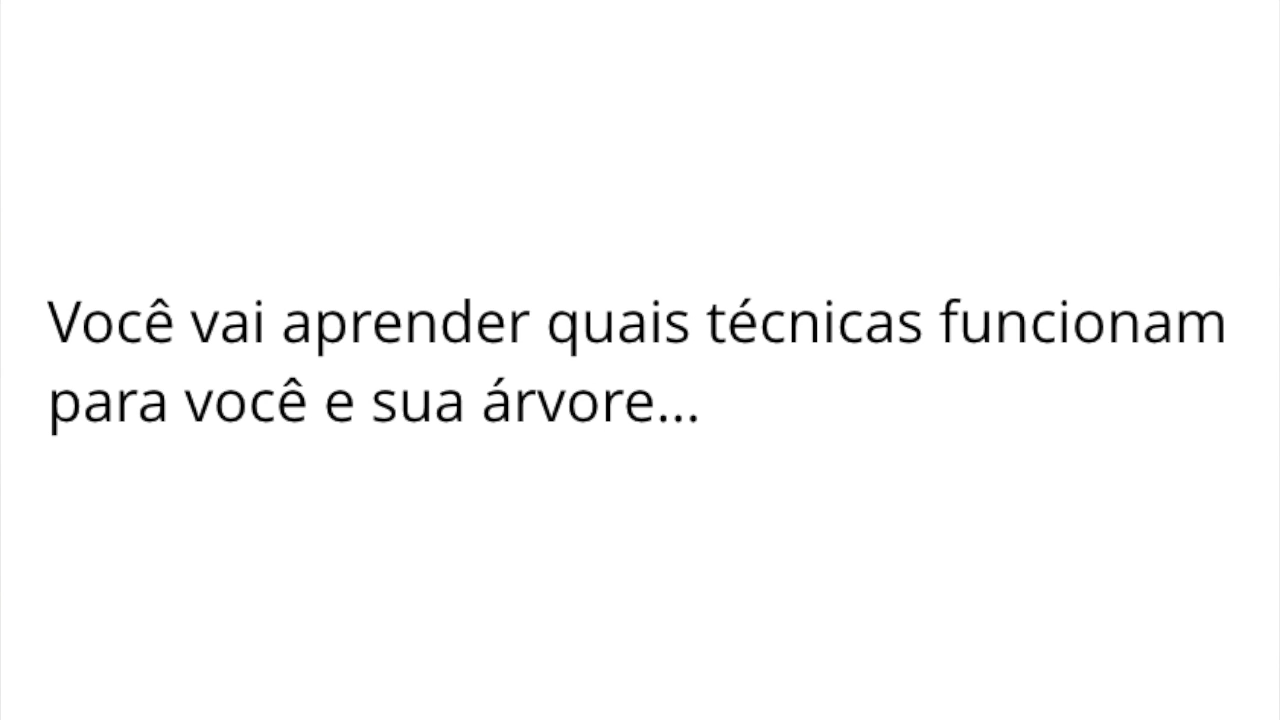 Você vai aprender quais técnicas funcionam
para você e sua árvore...